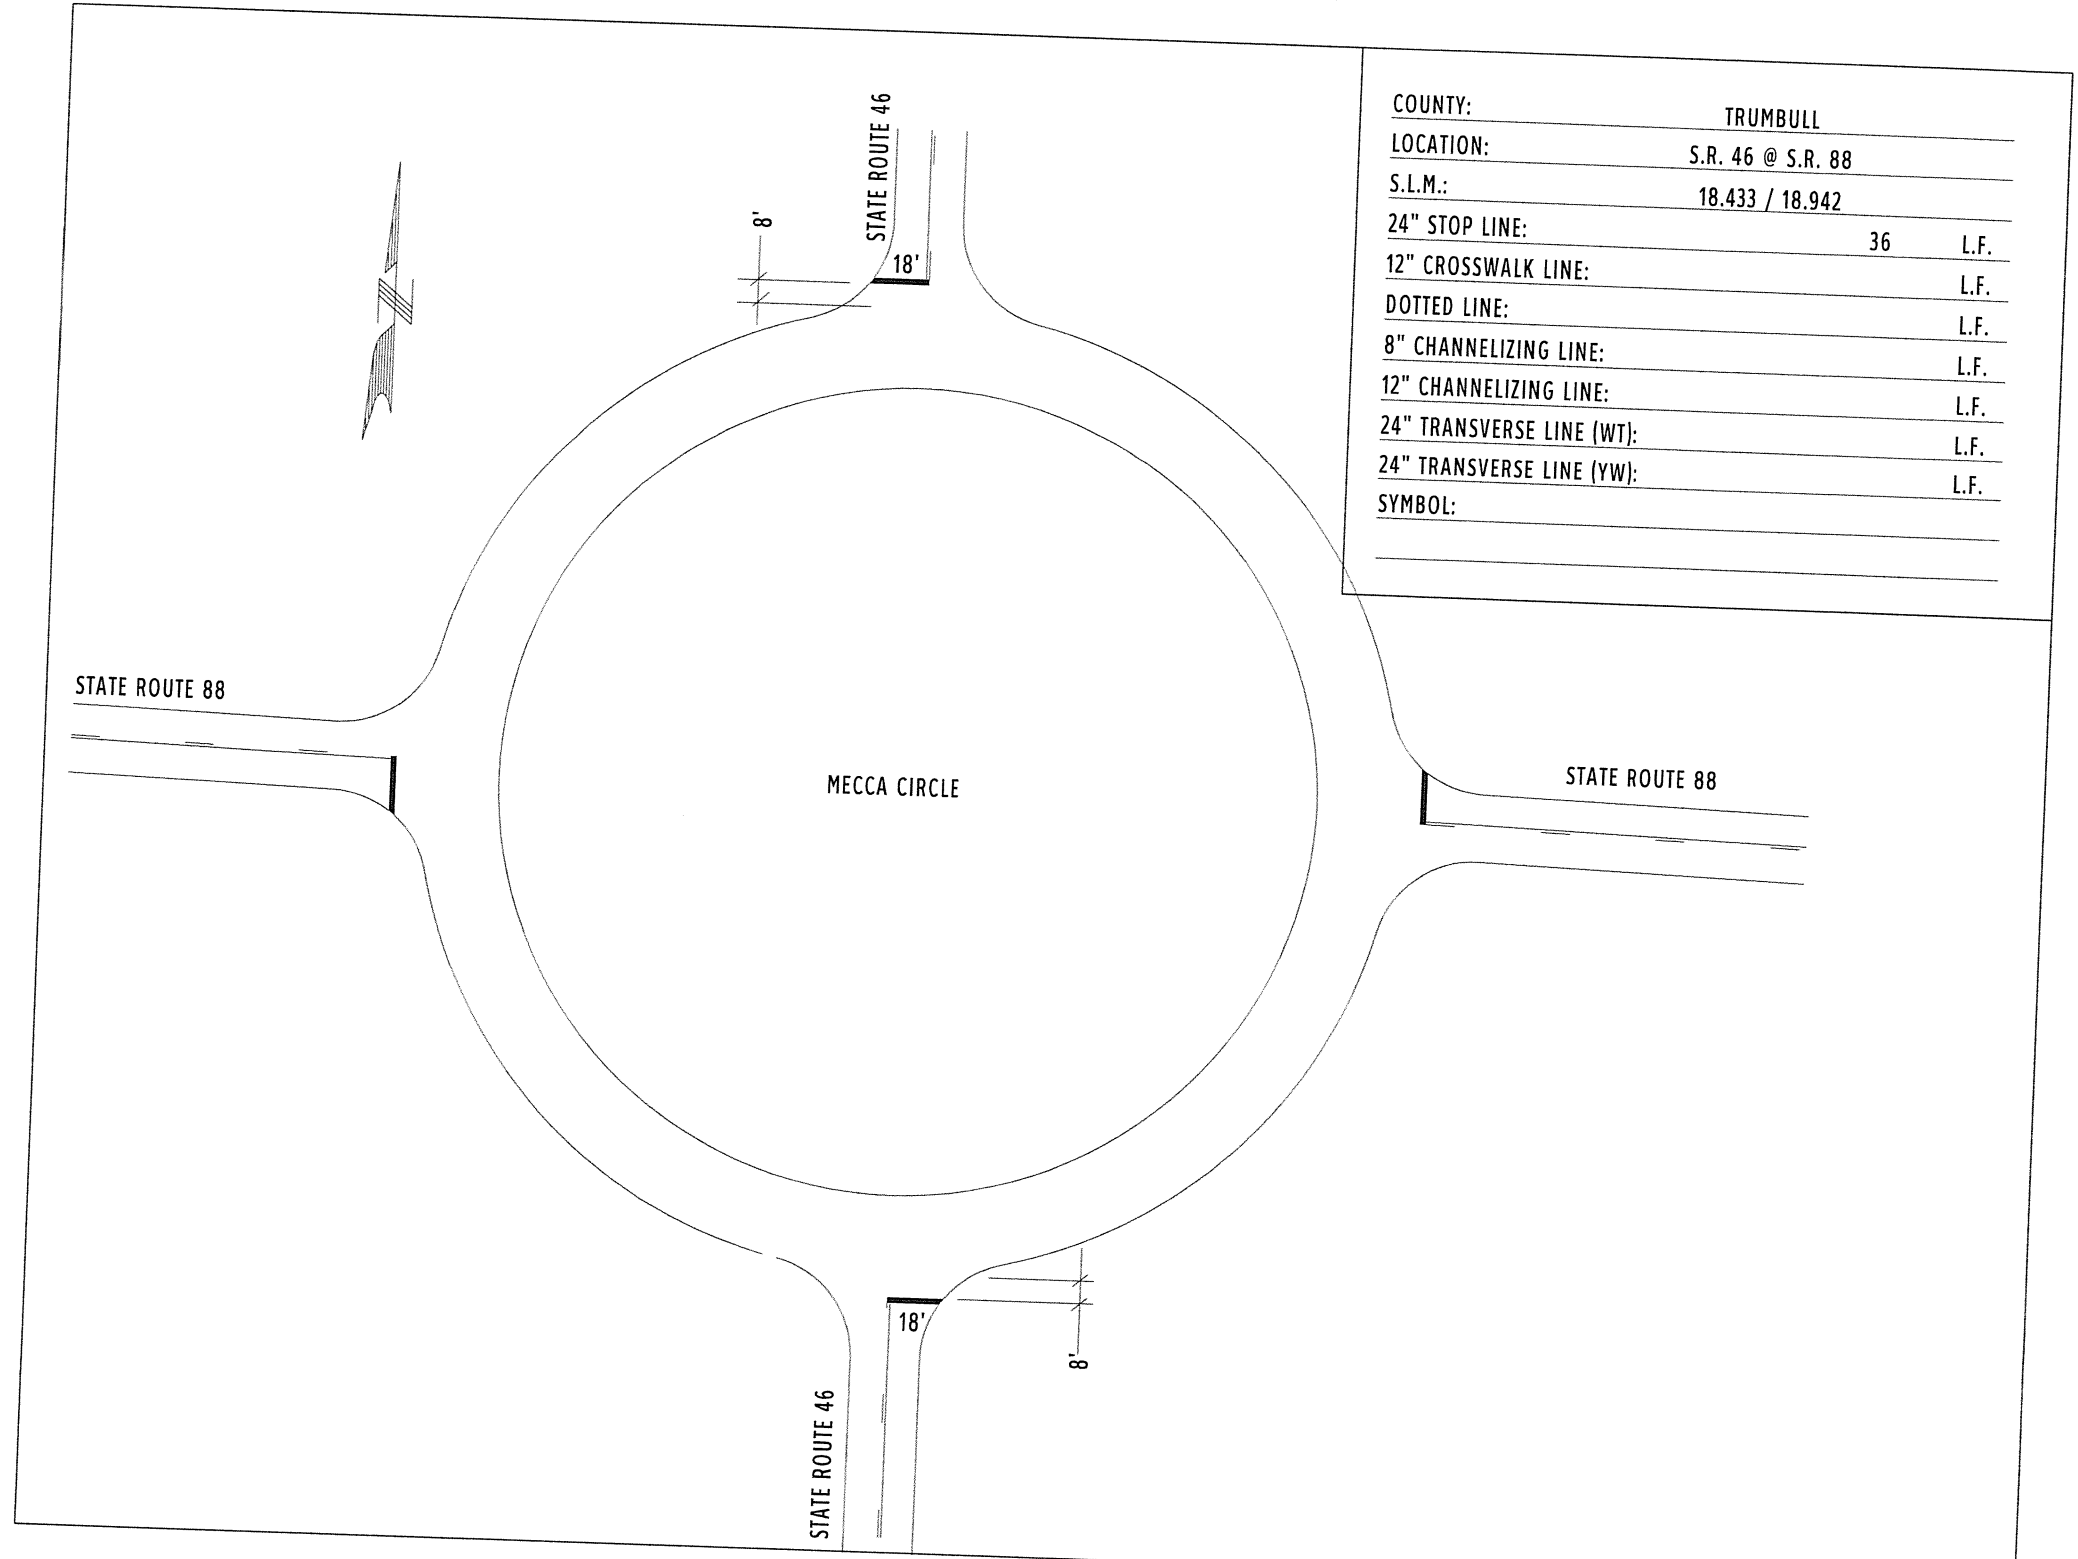 COUNTY: TRUMBULL
LOCATION: S.R. 46 @ S.R. 88
S.L.M.: 18.433 / 18.942
24" STOP LINE: 36 L.F.
12" CROSSWALK LINE: L.F.
DOTTED LINE: L.F.
8" CHANNELIZING LINE: L.F.
12" CHANNELIZING LINE: L.F.
24" TRANSVERSE LINE (WT): L.F.
24" TRANSVERSE LINE (YW): L.F.
SYMBOL:
STATE ROUTE 46
8'
18'
N
STATE ROUTE 88
MECCA CIRCLE
STATE ROUTE 88
18'
8'
STATE ROUTE 46